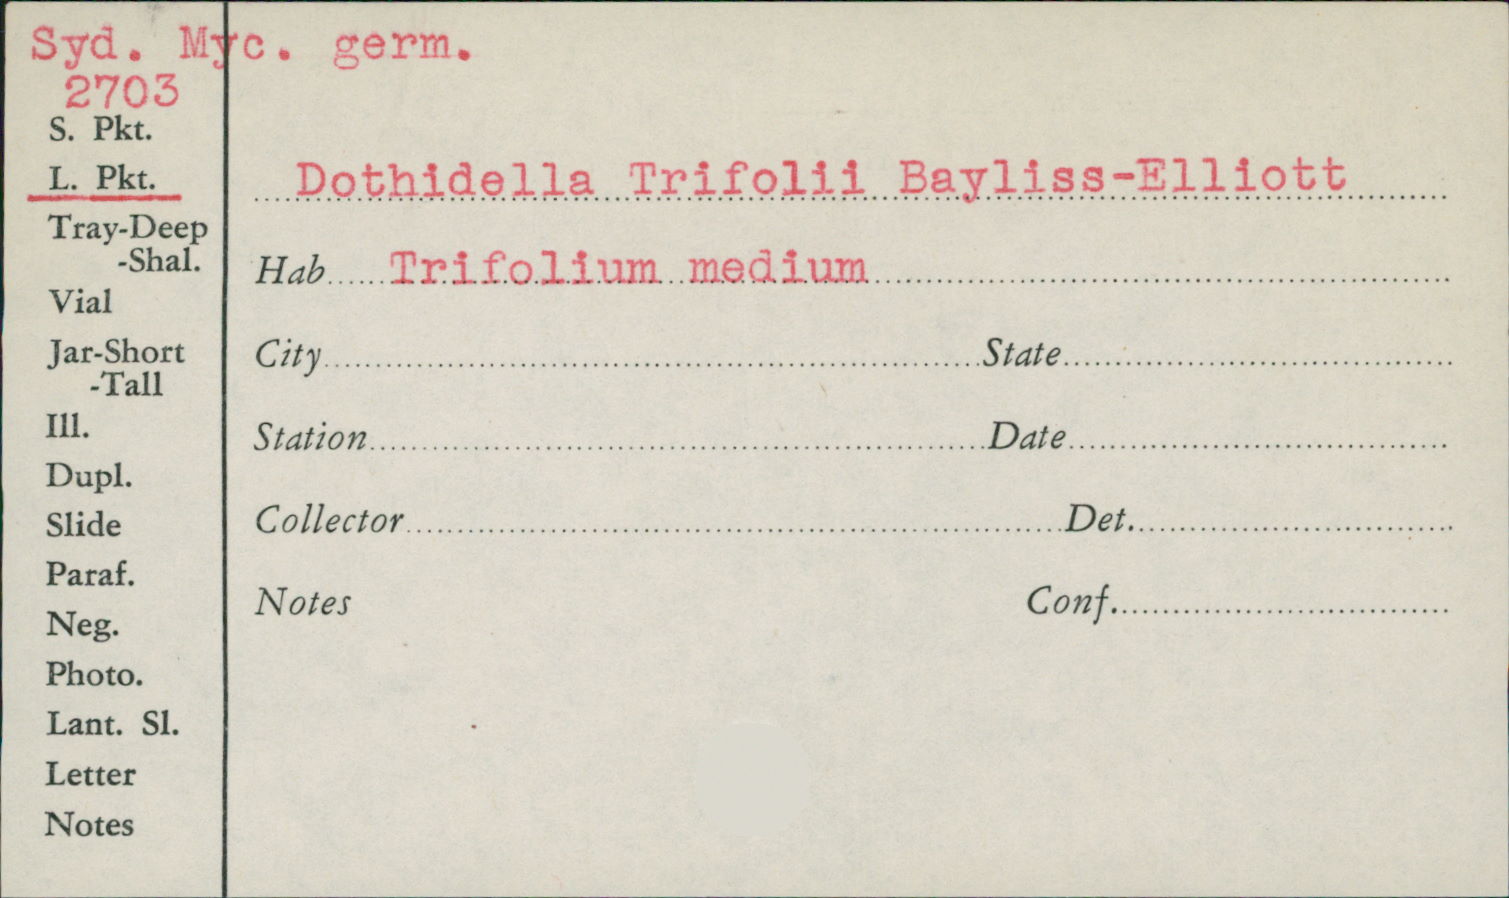 Syd. Myc. germ.
2703
S. Pkt.
L. Pkt.
Tray-Deep
-Shal.
Vial
Jar-Short
-Tall
Ill.
Dupl.
Slide
Paraf.
Neg.
Photo.
Lant. Sl.
Letter
Notes
Dothidella Trifolii Bayliss-Elliott
Hab Trifolium medium
City State
Station Date
Collector Det.
Notes Conf.